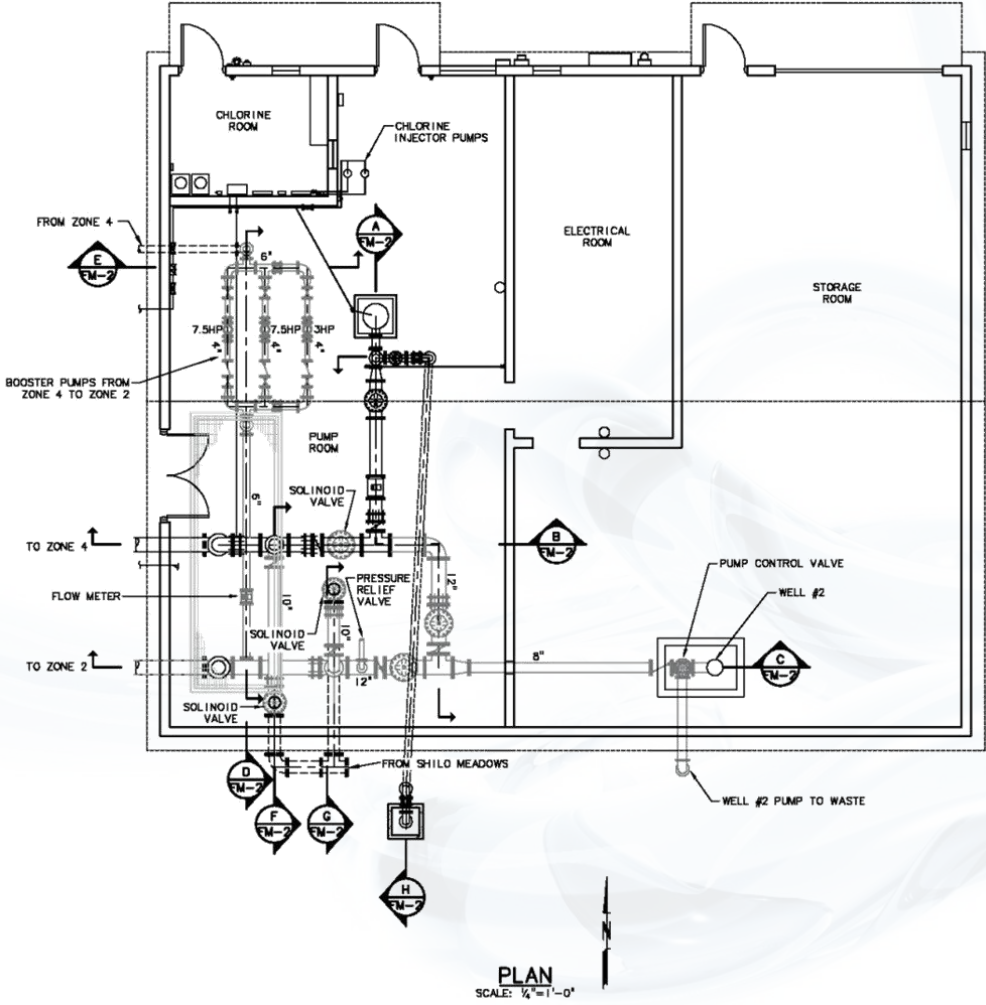 CHLORINE
ROOM
CHLORINE
INJECTOR PUMPS
FROM ZONE 4
A
FM-2
E
FM-2
6"
ELECTRICAL
ROOM
STORAGE
ROOM
7.5HP
7.5HP
3HP
4"
4"
4"
BOOSTER PUMPS FROM
ZONE 4 TO ZONE 2
PUMP
ROOM
SOLINOID
VALVE
6"
TO ZONE 4
B
FM-2
PRESSURE
RELIEF
VALVE
12"
PUMP CONTROL VALVE
FLOW METER
10"
WELL #2
SOLINOID
VALVE
10"
TO ZONE 2
8"
C
FM-2
12"
SOLINOID
VALVE
FROM SHILO MEADOWS
D
FM-2
WELL #2 PUMP TO WASTE
F
FM-2
G
FM-2
H
FM-2
N
PLAN
SCALE: ¼"=1'-0"